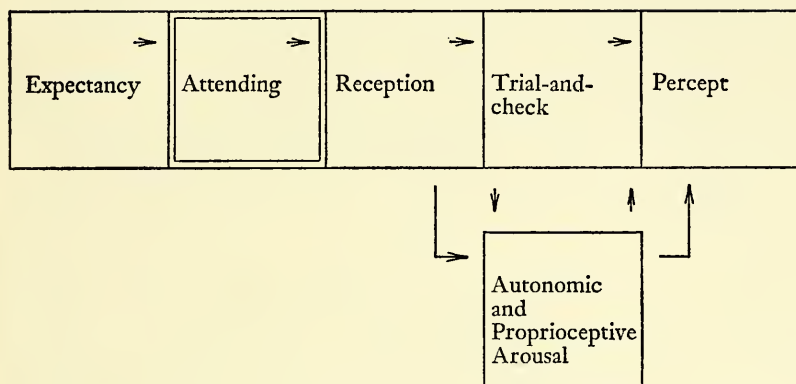 Expectancy
Attending
Reception
Trial-and-
check
Percept
Autonomic
and
Proprioceptive
Arousal